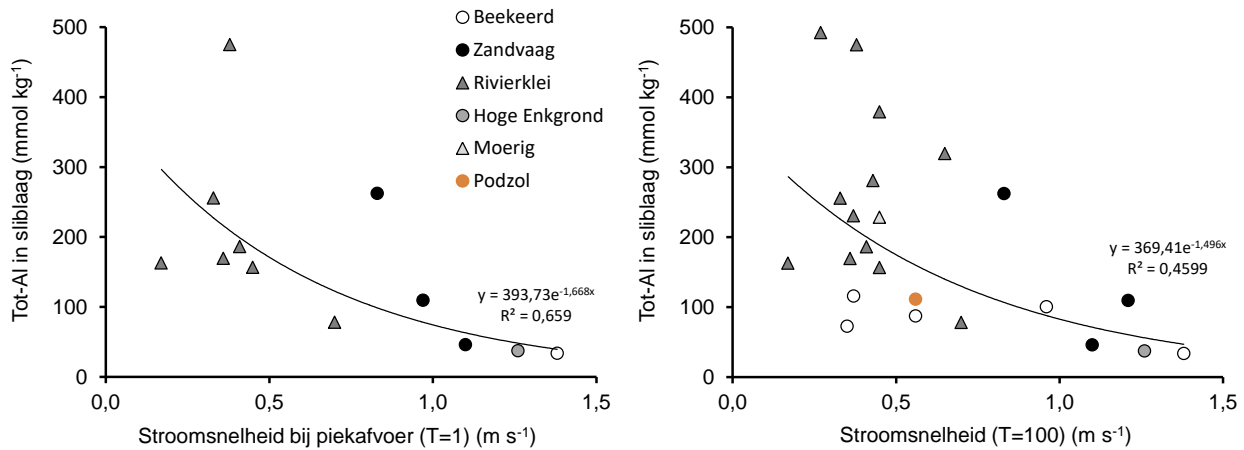 Tot-Al in sliblaag (mmol kg⁻¹)
500
400
300
200
100
0
0,0
0,5
1,0
1,5
Stroomsnelheid bij piekafvoer (T=1) (m s⁻¹)
y = 393,73e⁻¹,⁶⁶⁸ˣ
R² = 0,659
Beekeerd
Zandvaag
Rivierklei
Hoge Enkgrond
Moerig
Podzol
Tot-Al in sliblaag (mmol kg⁻¹)
500
400
300
200
100
0
0,0
0,5
1,0
1,5
Stroomsnelheid (T=100) (m s⁻¹)
y = 369,41e⁻¹,⁴⁹⁶ˣ
R² = 0,4599